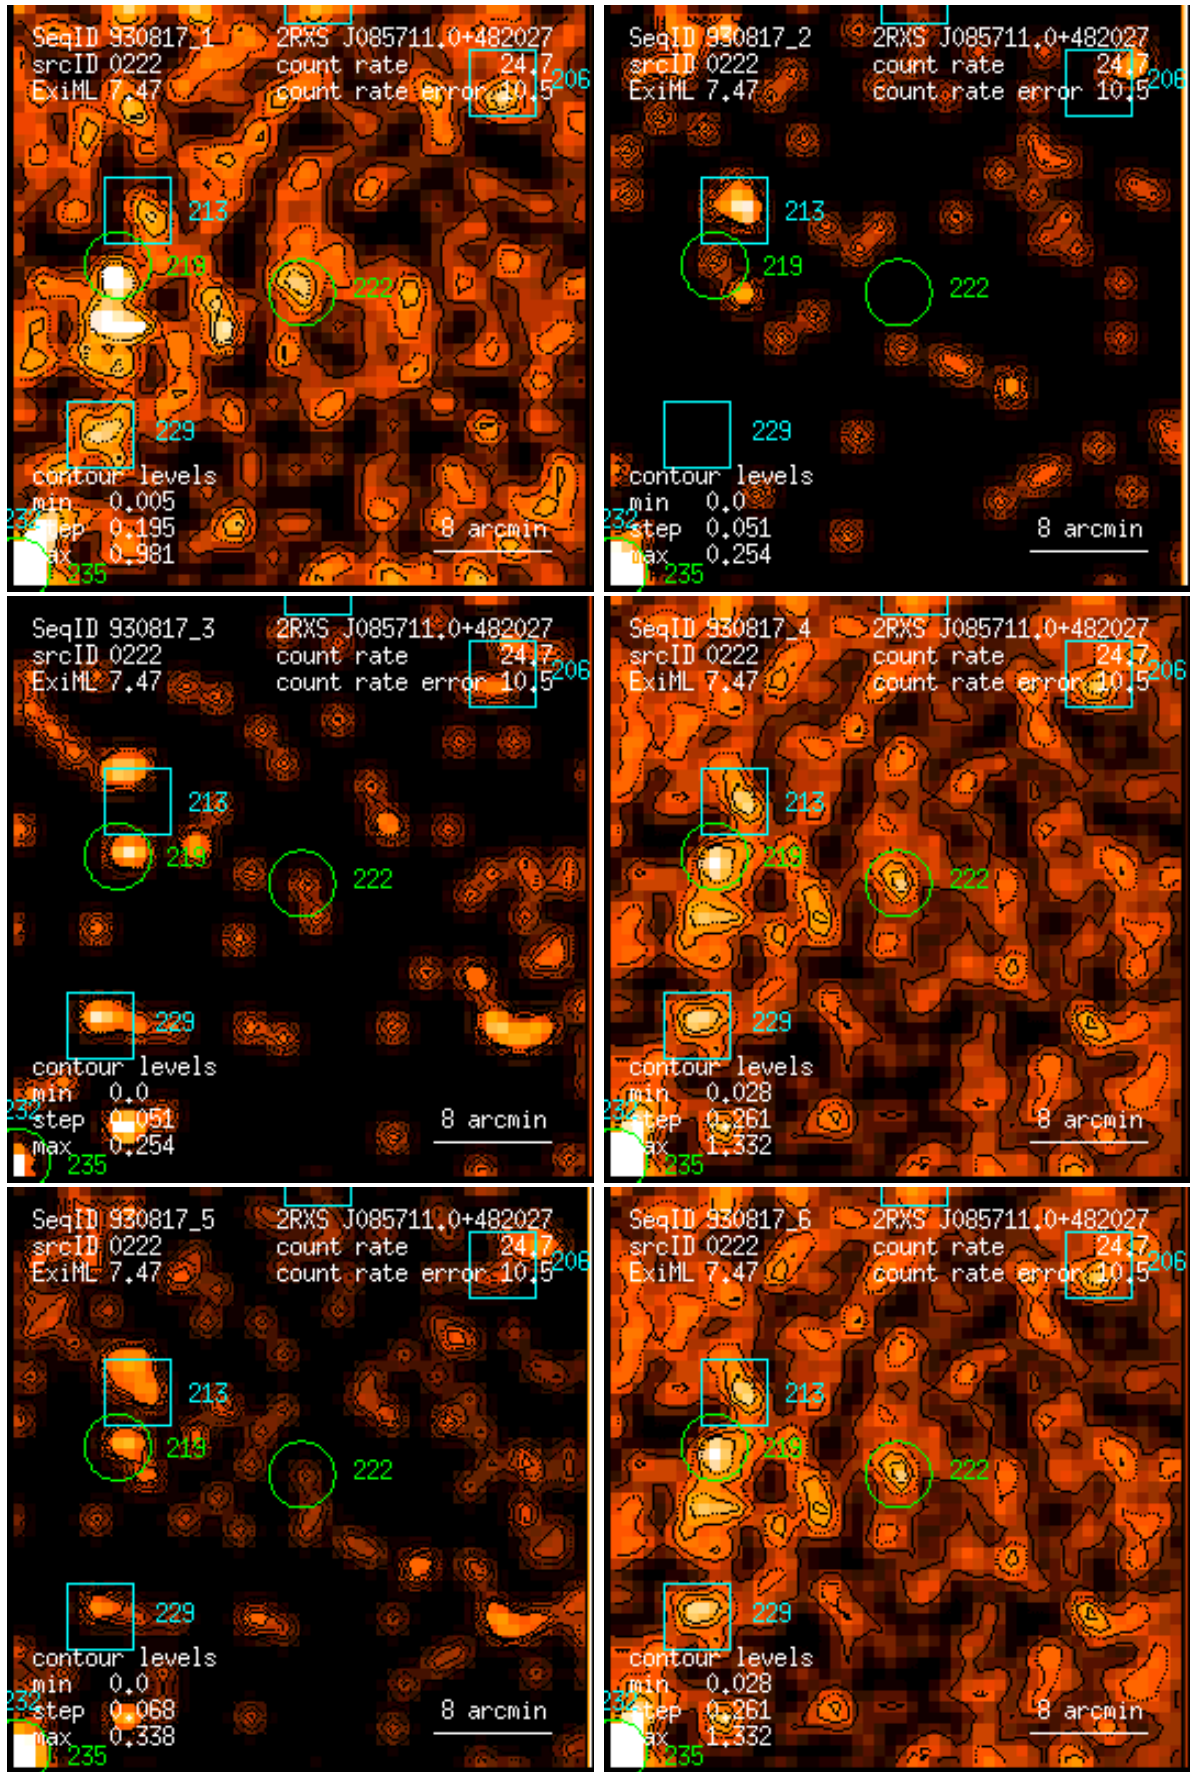 SeqID 930817_1 2RXS J085711.0+482027
srcID 0222 count rate 24.7
ExiML 7.47 count rate error 10.5
206
213
219
222
229
contour levels
min 0.005
step 0.195
max 0.981
8 arcmin
232
235
SeqID 930817_2 2RXS J085711.0+482027
srcID 0222 count rate 24.7
ExiML 7.47 count rate error 10.5
206
213
219
222
229
contour levels
min 0.0
step 0.051
max 0.254
8 arcmin
232
235
SeqID 930817_3 2RXS J085711.0+482027
srcID 0222 count rate 24.7
ExiML 7.47 count rate error 10.5
206
213
219
222
229
contour levels
min 0.0
step 0.051
max 0.254
8 arcmin
232
235
SeqID 930817_4 2RXS J085711.0+482027
srcID 0222 count rate 24.7
ExiML 7.47 count rate error 10.5
206
213
219
222
229
contour levels
min 0.028
step 0.261
max 1.332
8 arcmin
232
235
SeqID 930817_5 2RXS J085711.0+482027
srcID 0222 count rate 24.7
ExiML 7.47 count rate error 10.5
206
213
219
222
229
contour levels
min 0.0
step 0.068
max 0.338
8 arcmin
232
235
SeqID 930817_6 2RXS J085711.0+482027
srcID 0222 count rate 24.7
ExiML 7.47 count rate error 10.5
206
213
219
222
229
contour levels
min 0.028
step 0.261
max 1.332
8 arcmin
232
235